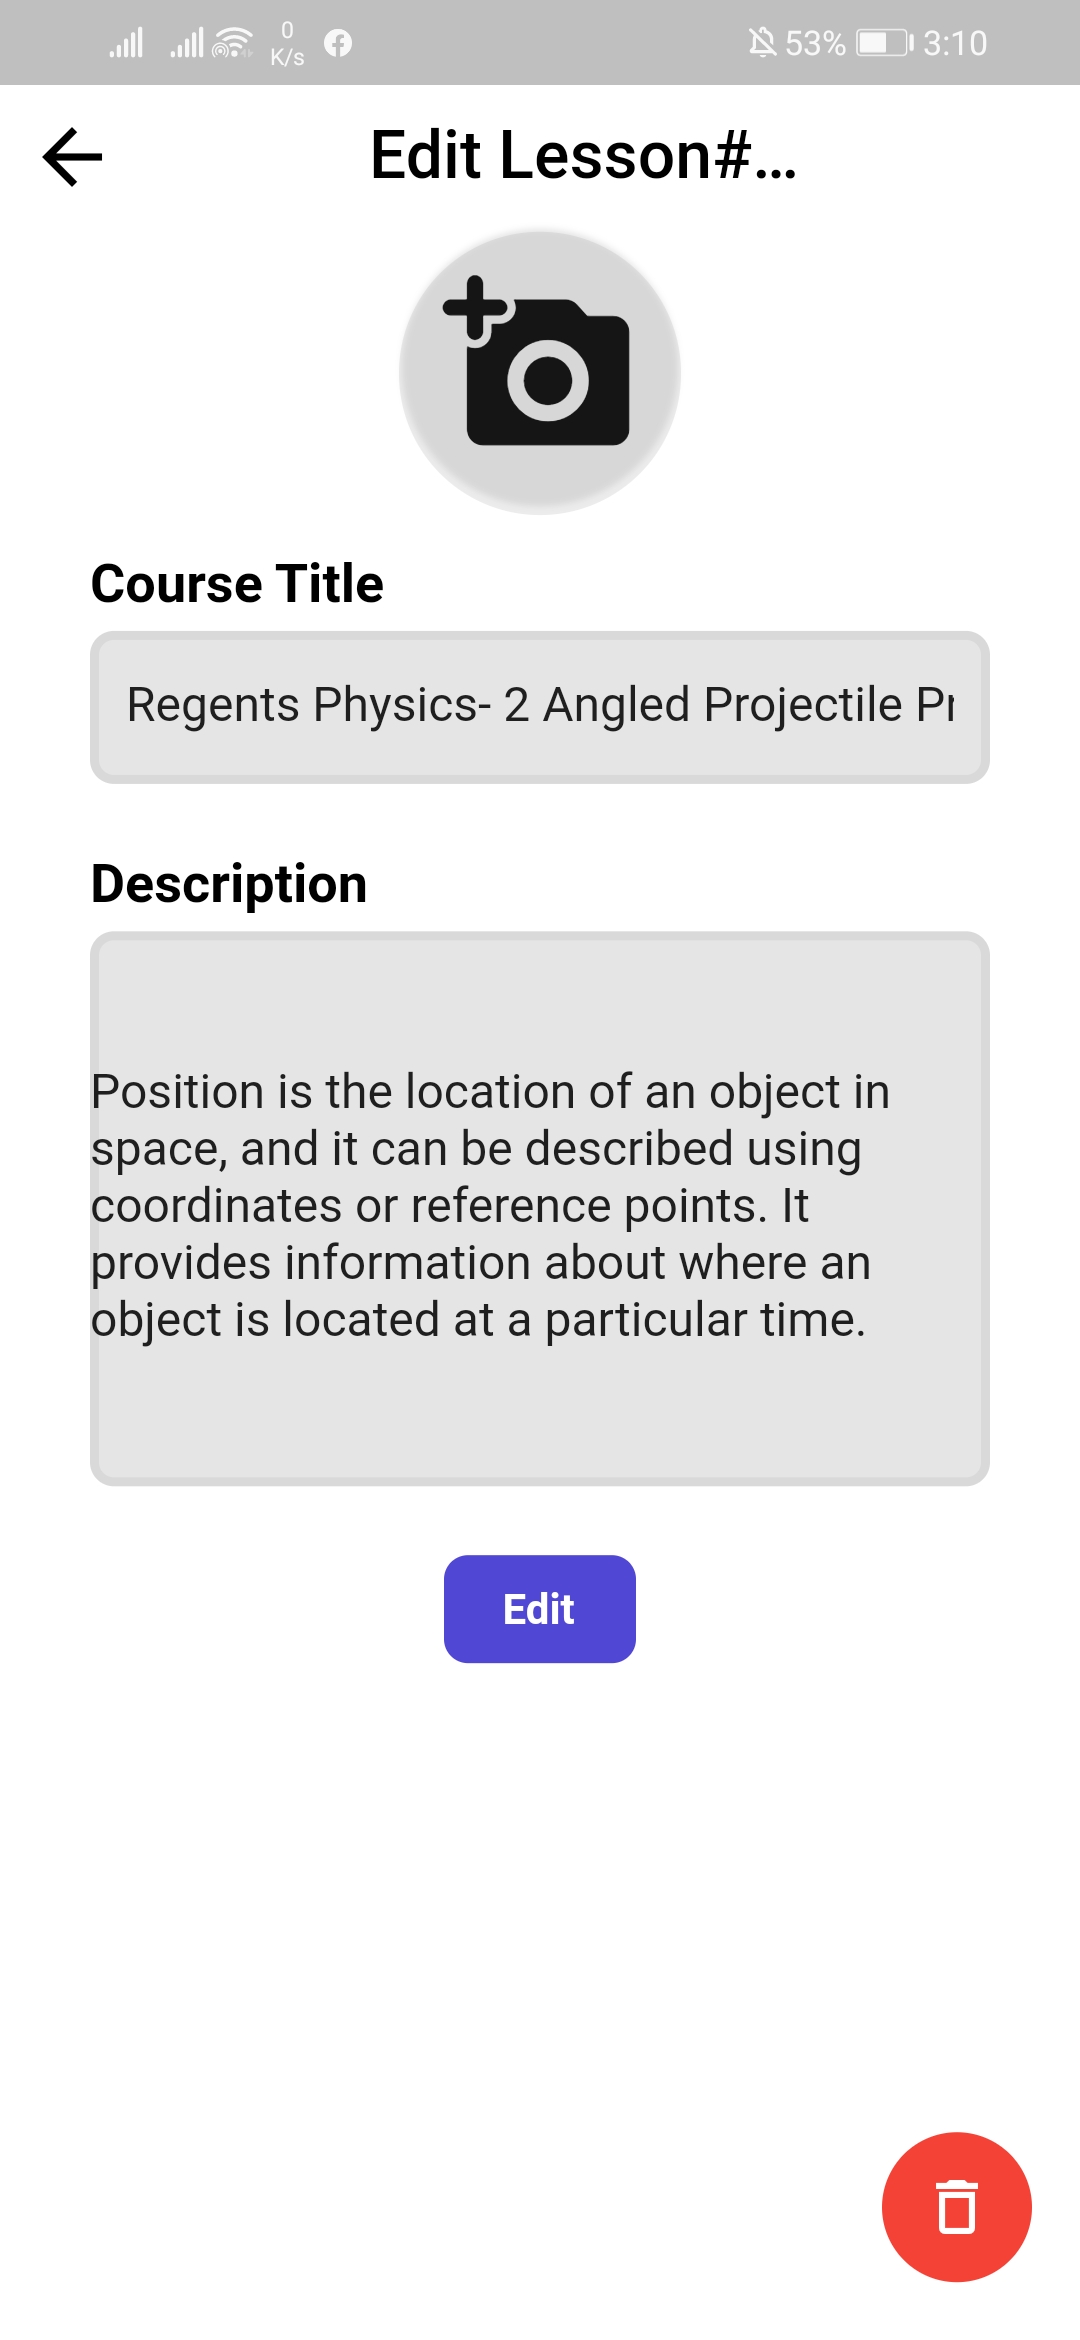 0
K/s
53%
3:10
Edit Lesson#...
Course Title
Regents Physics- 2 Angled Projectile
Description
Position is the location of an object in
space, and it can be described using
coordinates or reference points. It
provides information about where an
object is located at a particular time.
Edit